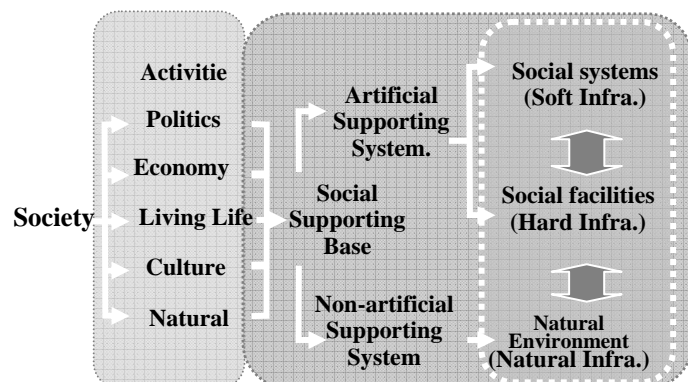 Society
Activitie
Politics
Economy
Living Life
Culture
Natural
Social
Supporting
Base
Artificial
Supporting
System.
Non-artificial
Supporting
System
Social systems
(Soft Infra.)
Social facilities
(Hard Infra.)
Natural
Environment
(Natural Infra.)